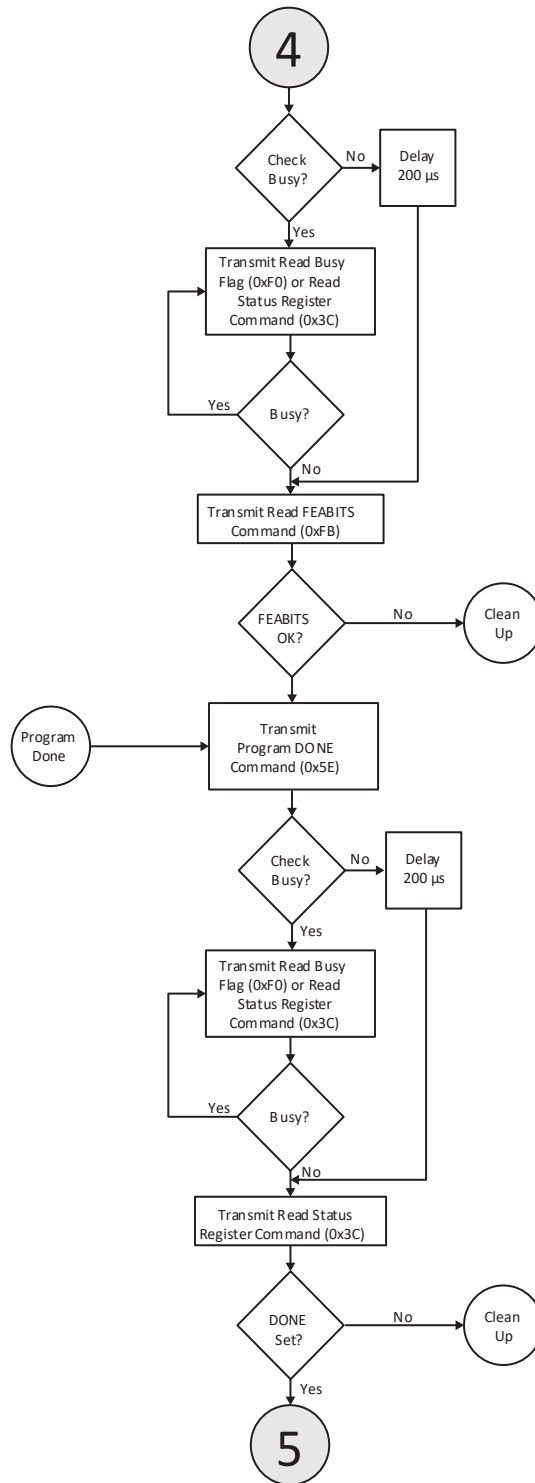 4
Check
Busy?
No
Delay
200 µs
Yes
Transmit Read Busy
Flag (0xF0) or Read
Status Register
Command (0x3C)
Yes
Busy?
No
Transmit Read FEABITS
Command (0xFB)
FEABITS
OK?
No
Clean
Up
Program
Done
Transmit
Program DONE
Command (0x5E)
Check
Busy?
No
Delay
200 µs
Yes
Transmit Read Busy
Flag (0xF0) or Read
Status Register
Command (0x3C)
Yes
Busy?
No
Transmit Read Status
Register Command (0x3C)
DONE
Set?
No
Clean
Up
Yes
5